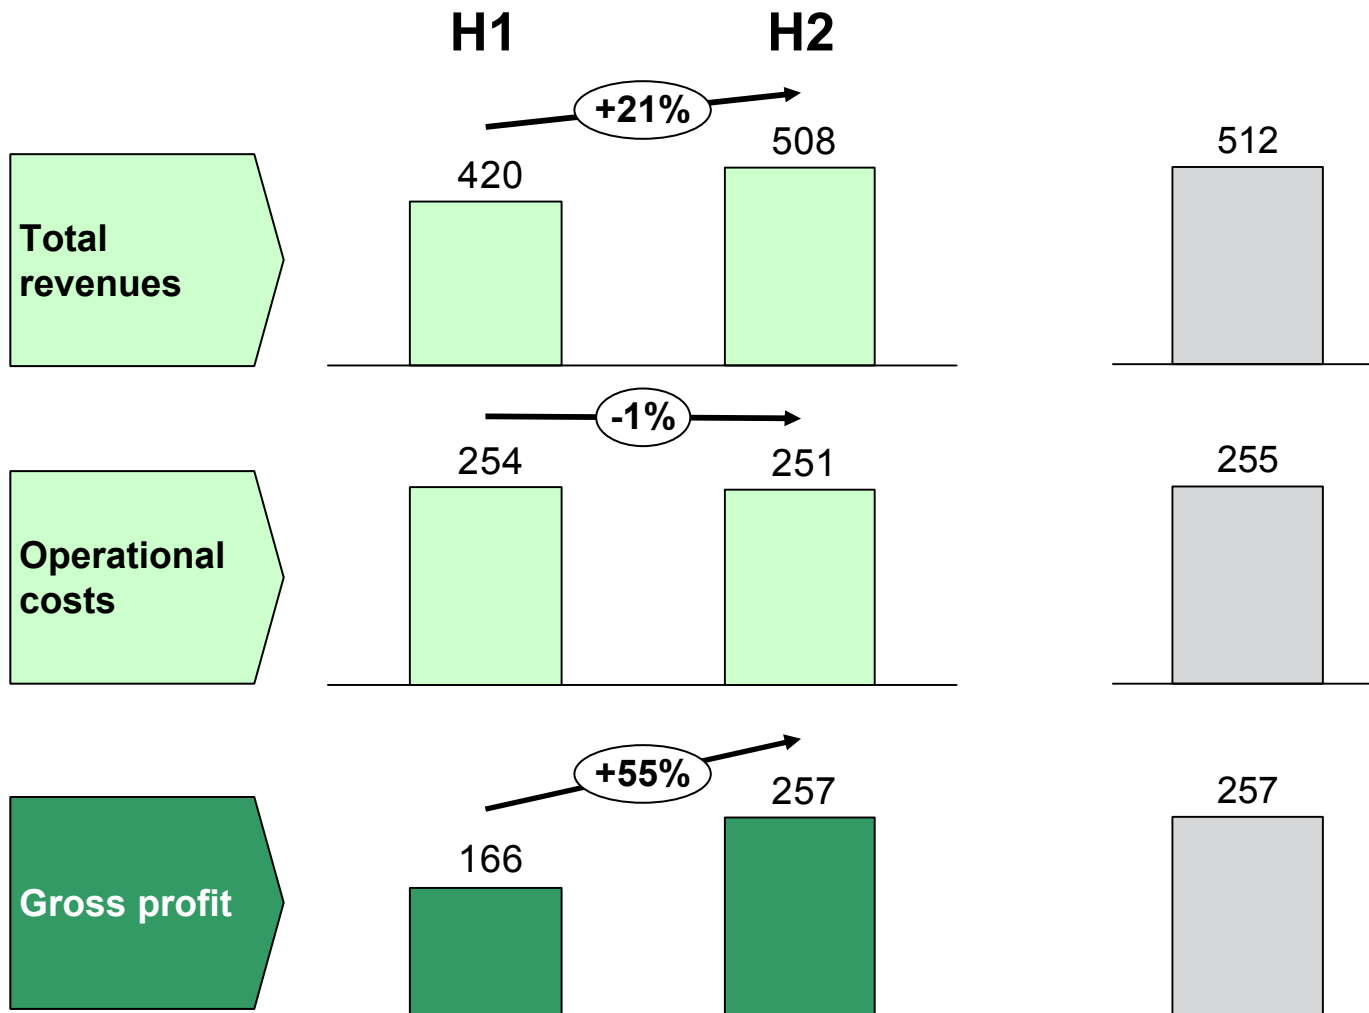 H1 H2
+21%
420 508 512
Total
revenues
-1%
254 251 255
Operational
costs
+55%
166 257 257
Gross profit